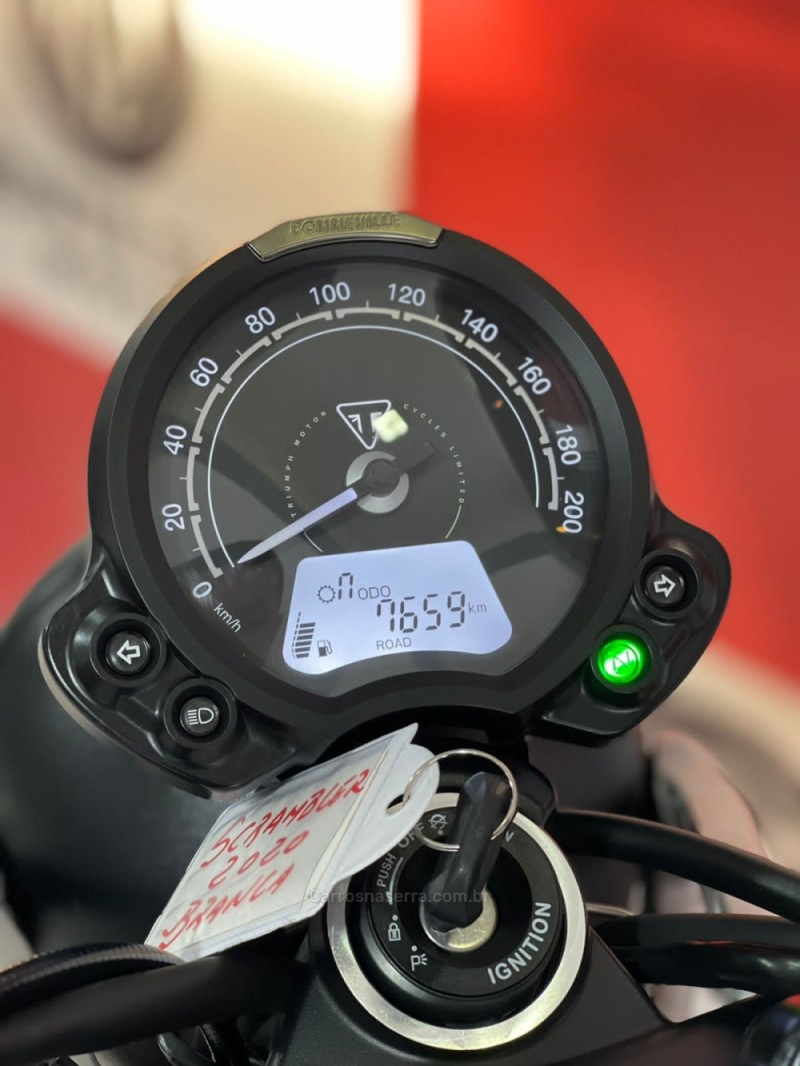 BONNEVILLE
0
20
40
60
80
100
120
140
160
180
200
km/h
TRIUMPH MOTOR CYCLES LIMITED
n ODO
7659 km
ROAD
SCRAMBLER
2020
BRANCA
Carrosnaserra.com.br
PUSH OFF
P
IGNITION